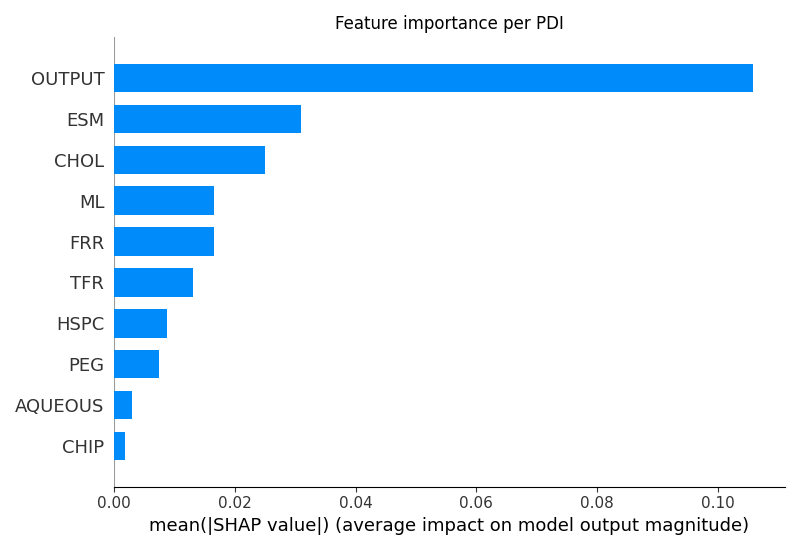 Feature importance per PDI
OUTPUT
ESM
CHOL
ML
FRR
TFR
HSPC
PEG
AQUEOUS
CHIP
0.00 0.02 0.04 0.06 0.08 0.10
mean(|SHAP value|) (average impact on model output magnitude)